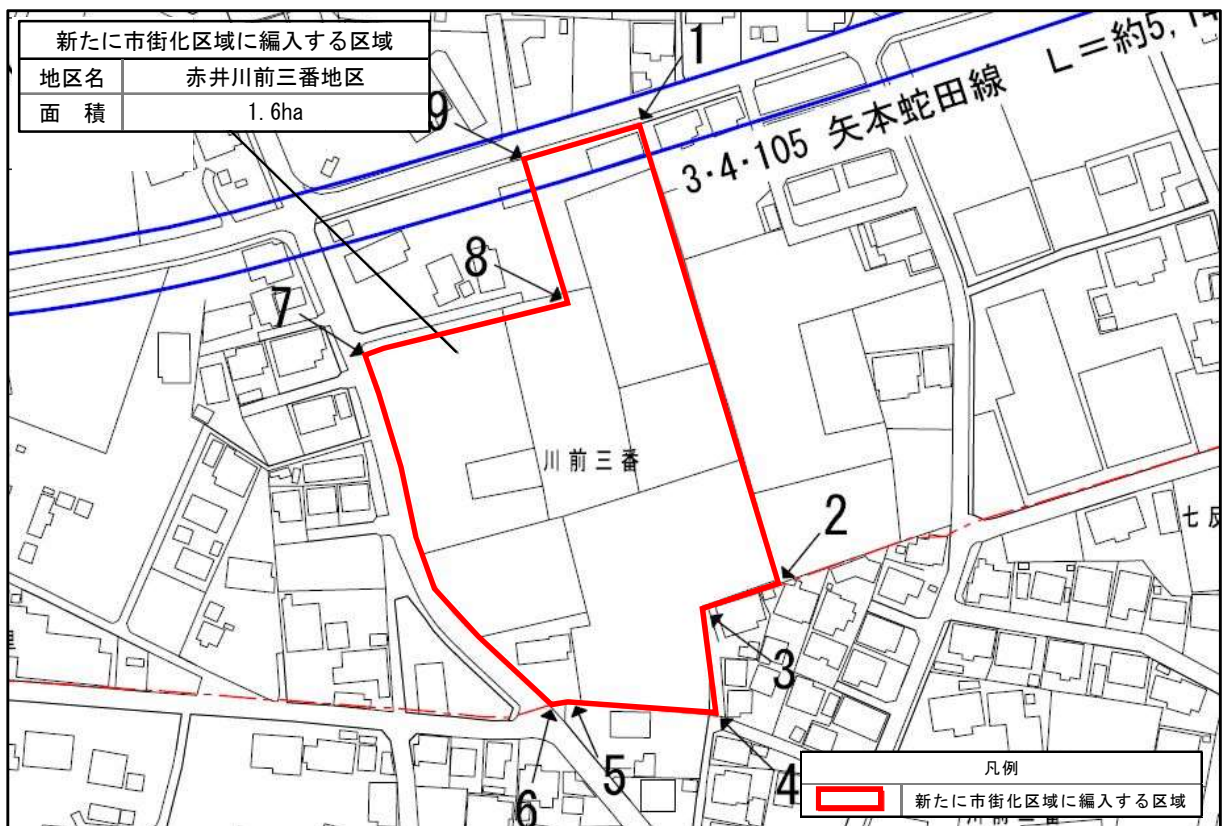 新たに市街化区域に編入する区域
地区名 赤井川前三番地区
面 積 1.6ha
1
9
3・4・105 矢本蛇田線 L=約5,14
8
7
川前三番
2
七反
3
5
4
6
凡例
新たに市街化区域に編入する区域